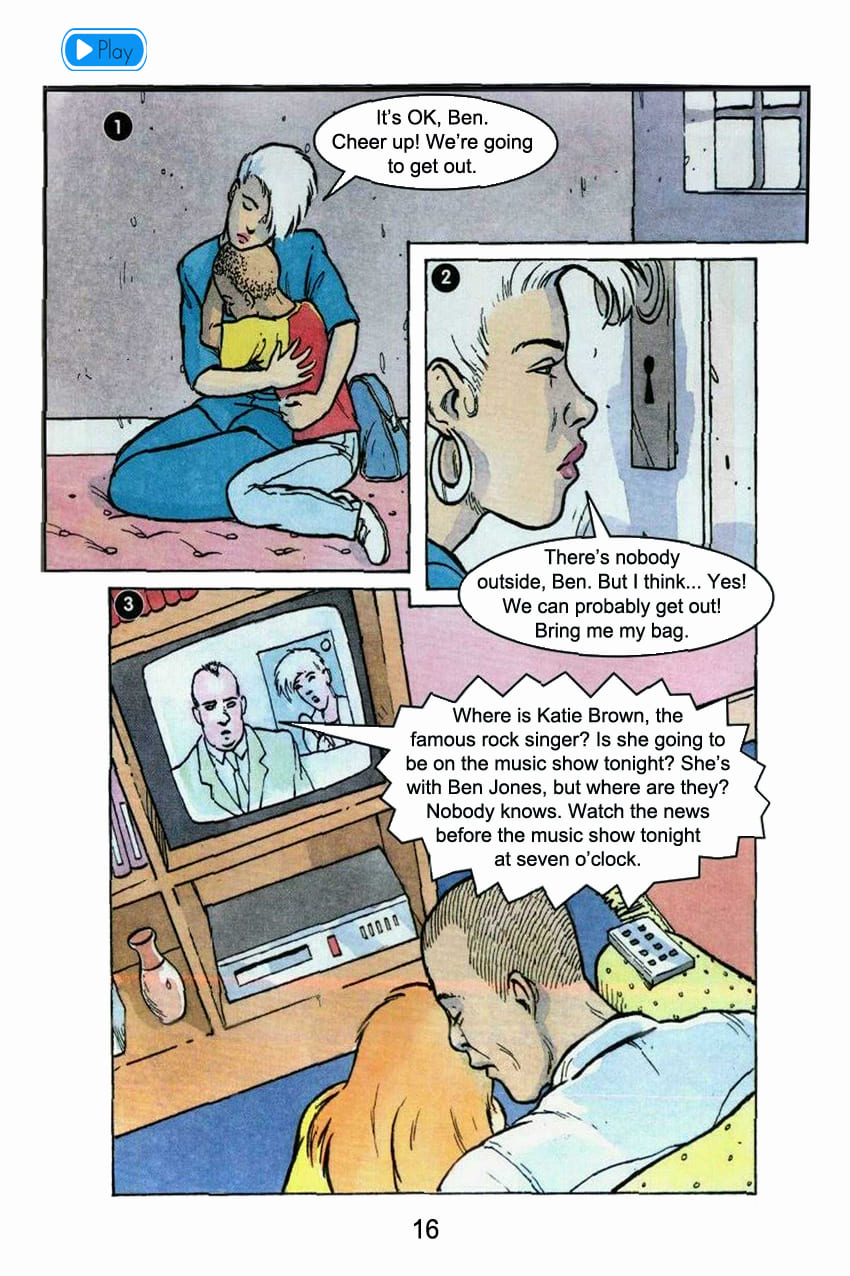 Play
1
It's OK, Ben.
Cheer up! We're going
to get out.
2
There's nobody
outside, Ben. But I think... Yes!
We can probably get out!
Bring me my bag.
3
Where is Katie Brown, the
famous rock singer? Is she going to
be on the music show tonight? She's
with Ben Jones, but where are they?
Nobody knows. Watch the news
before the music show tonight
at seven o'clock.
16